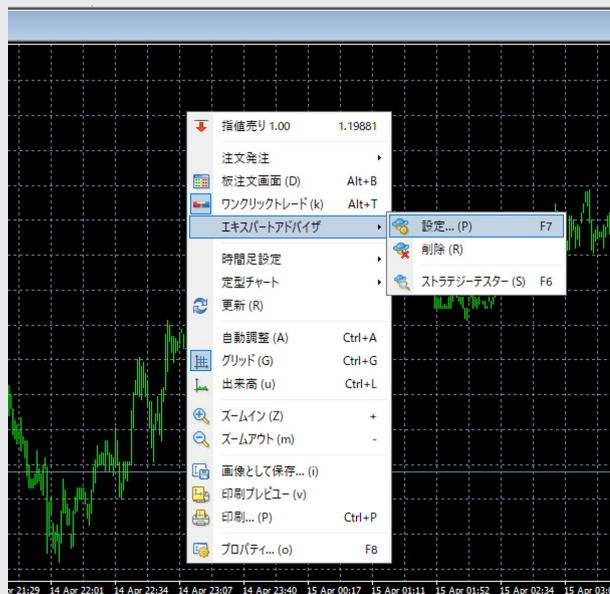 指値売り 1.00 1.19881
注文発注
板注文画面 (D) Alt+B
ワンクリックトレード (k) Alt+T
エキスパートアドバイザ
設定... (P) F7
削除 (R)
ストラテジーテスター (S) F6
時間足設定
定型チャート
更新 (R)
自動調整 (A) Ctrl+A
グリッド (G) Ctrl+G
出来高 (u) Ctrl+L
ズームイン (Z) +
ズームアウト (m) -
画像として保存... (i)
印刷プレビュー (v)
印刷... (P) Ctrl+P
プロパティ... (o) F8
21:29 14 Apr 22:01 14 Apr 22:34 14 Apr 23:07 14 Apr 23:40 15 Apr 00:17 15 Apr 01:11 15 Apr 01:52 15 Apr 02:34 15 Apr